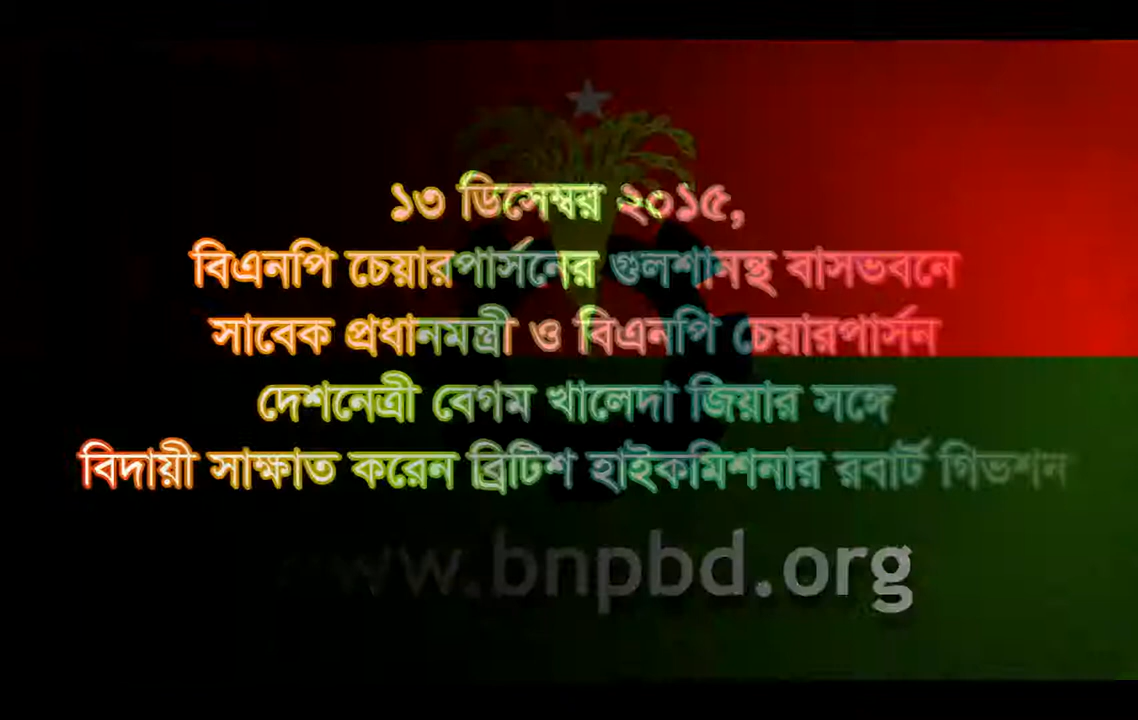 ১৩ ডিসেম্বর ২০১৫,
বিএনপি চেয়ারপার্সনের গুলশানস্থ বাসভবনে
সাবেক প্রধানমন্ত্রী ও বিএনপি চেয়ারপার্সন
দেশনেত্রী বেগম খালেদা জিয়ার সঙ্গে
বিদায়ী সাক্ষাত করেন ব্রিটিশ হাইকমিশনার রবার্ট গিভশন
www.bnpbd.org